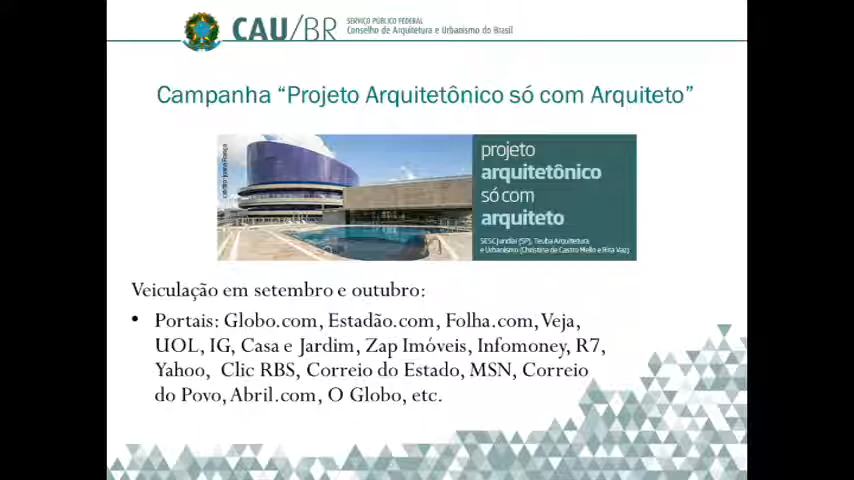 CAU/BR
SERVIÇO PÚBLICO FEDERAL
Conselho de Arquitetura e Urbanismo do Brasil
Campanha “Projeto Arquitetônico só com Arquiteto”
projeto
arquitetônico
só com
arquiteto
SESC Jundiaí (SP), Teuba Arquitetura
e Urbanismo (Christina de Castro Mello e Rita Vaz)
Veiculação em setembro e outubro:
• Portais: Globo.com, Estadão.com, Folha.com, Veja,
UOL, IG, Casa e Jardim, Zap Imóveis, Infomoney, R7,
Yahoo, Clic RBS, Correio do Estado, MSN, Correio
do Povo, Abril.com, O Globo, etc.